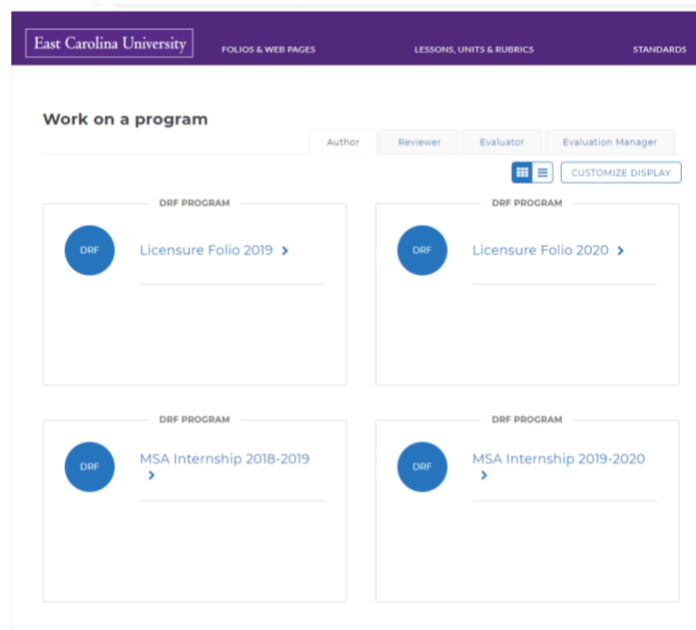 East Carolina University
FOLIOS & WEB PAGES
LESSONS, UNITS & RUBRICS
STANDARDS
Work on a program
Author
Reviewer
Evaluator
Evaluation Manager
CUSTOMIZE DISPLAY
DRF PROGRAM
DRF
Licensure Folio 2019
DRF PROGRAM
DRF
Licensure Folio 2020
DRF PROGRAM
DRF
MSA Internship 2018-2019
DRF PROGRAM
DRF
MSA Internship 2019-2020